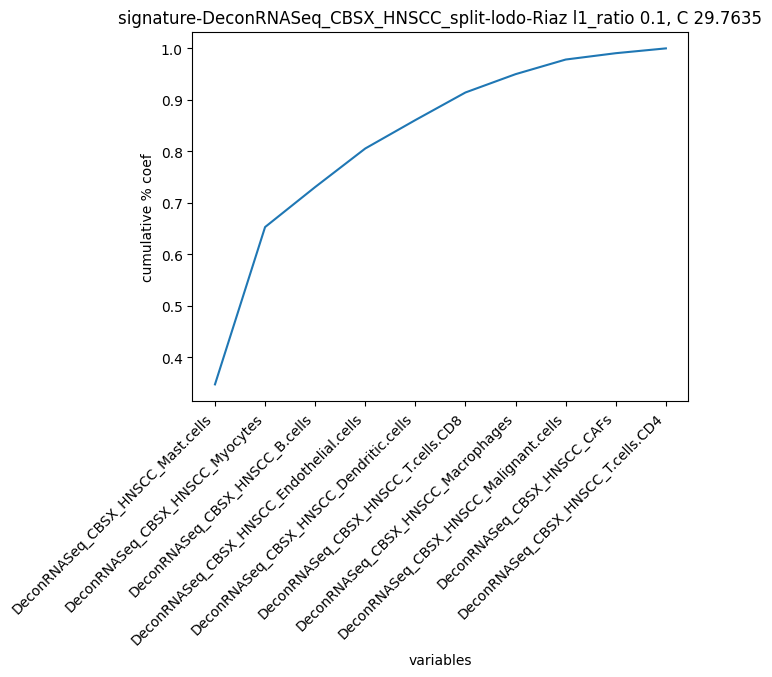 signature-DeconRNASeq_CBSX_HNSCC_split-lodo-Riaz l1_ratio 0.1, C 29.7635
1.0
0.9
0.8
0.7
0.6
0.5
0.4
cumulative % coef
DeconRNASeq_CBSX_HNSCC_Mast.cells
DeconRNASeq_CBSX_HNSCC_Myocytes
DeconRNASeq_CBSX_HNSCC_B.cells
DeconRNASeq_CBSX_HNSCC_Endothelial.cells
DeconRNASeq_CBSX_HNSCC_Dendritic.cells
DeconRNASeq_CBSX_HNSCC_T.cells.CD8
DeconRNASeq_CBSX_HNSCC_Macrophages
DeconRNASeq_CBSX_HNSCC_Malignant.cells
DeconRNASeq_CBSX_HNSCC_CAFs
DeconRNASeq_CBSX_HNSCC_T.cells.CD4
variables